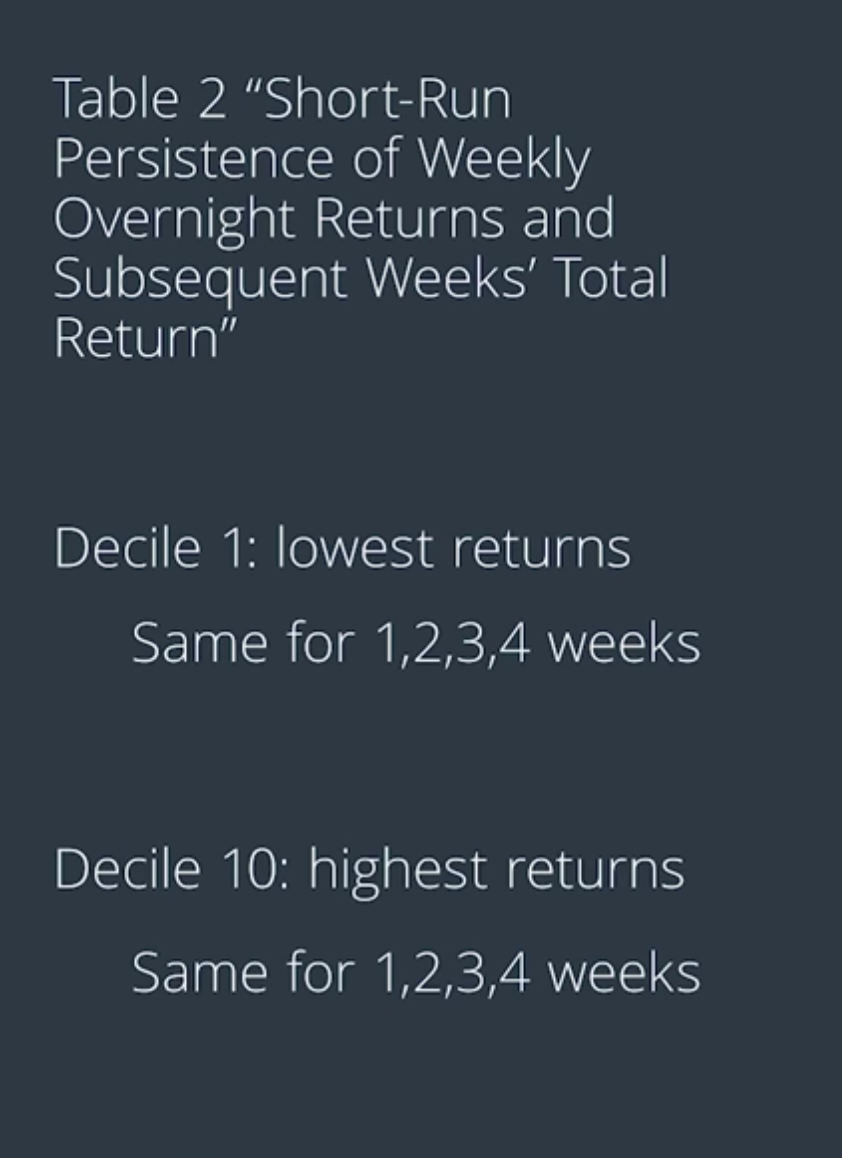 Table 2 “Short-Run
Persistence of Weekly
Overnight Returns and
Subsequent Weeks’ Total
Return”
Decile 1: lowest returns
Same for 1,2,3,4 weeks
Decile 10: highest returns
Same for 1,2,3,4 weeks